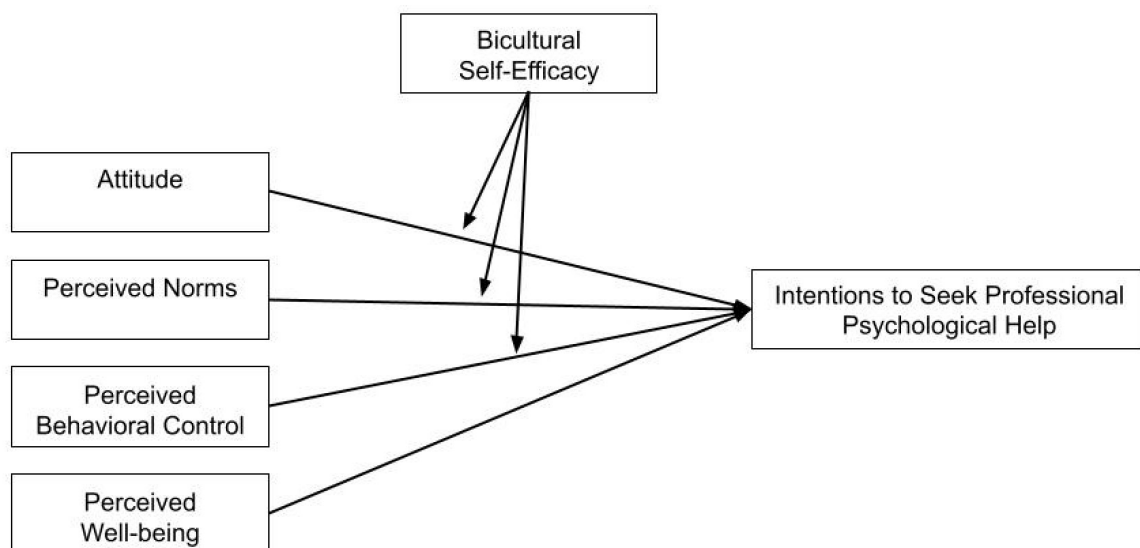 Bicultural
Self-Efficacy
Attitude
Perceived Norms
Intentions to Seek Professional
Psychological Help
Perceived
Behavioral Control
Perceived
Well-being